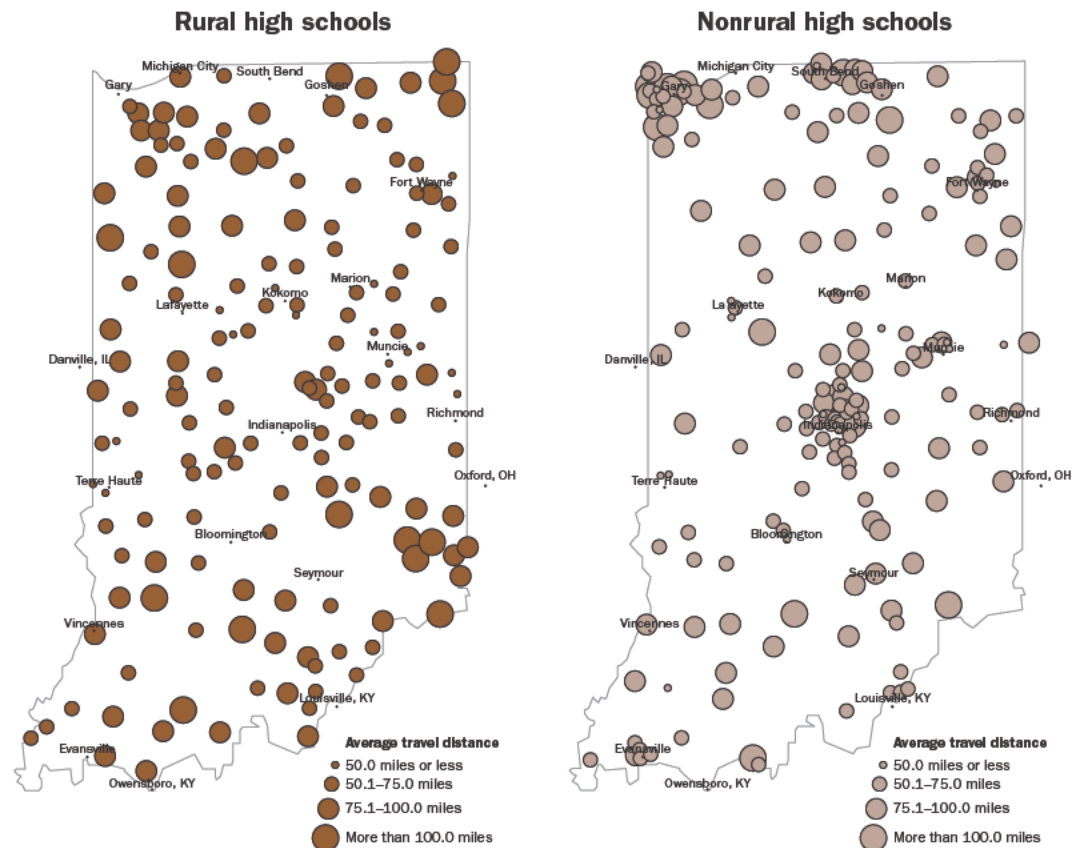 Rural high schools
Michigan City
South Bend
Gary
Goshen
Fort Wayne
Marion
Kokomo
Lafayette
Muncie
Danville, IL
Richmond
Indianapolis
Oxford, OH
Terre Haute
Bloomington
Seymour
Vincennes
Louisville, KY
Evansville
Owensboro, KY
Average travel distance
50.0 miles or less
50.1–75.0 miles
75.1–100.0 miles
More than 100.0 miles
Nonrural high schools
Michigan City
South Bend
Gary
Goshen
Fort Wayne
Marion
Kokomo
Lafayette
Muncie
Danville, IL
Richmond
Indianapolis
Oxford, OH
Terre Haute
Bloomington
Seymour
Vincennes
Louisville, KY
Evansville
Owensboro, KY
Average travel distance
50.0 miles or less
50.1–75.0 miles
75.1–100.0 miles
More than 100.0 miles